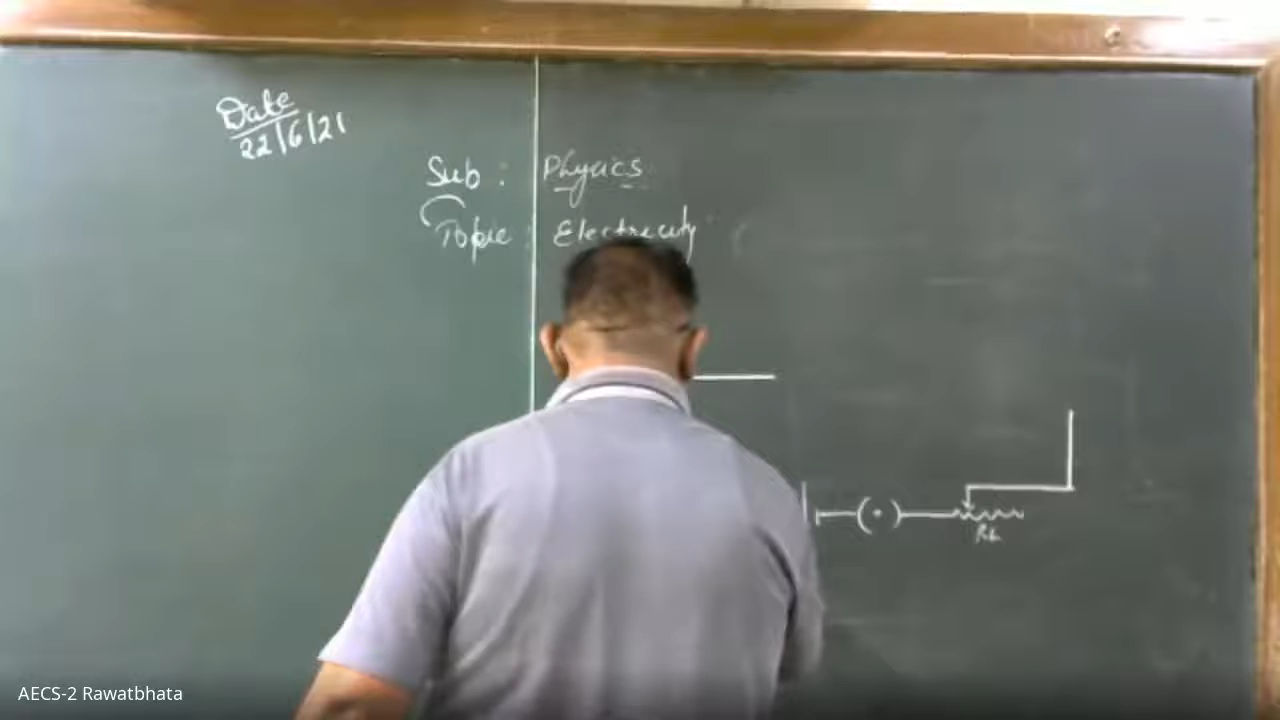 Date
22/6/21
Sub : Physics
Topic : Electricity
Rh
AECS-2 Rawatbhata